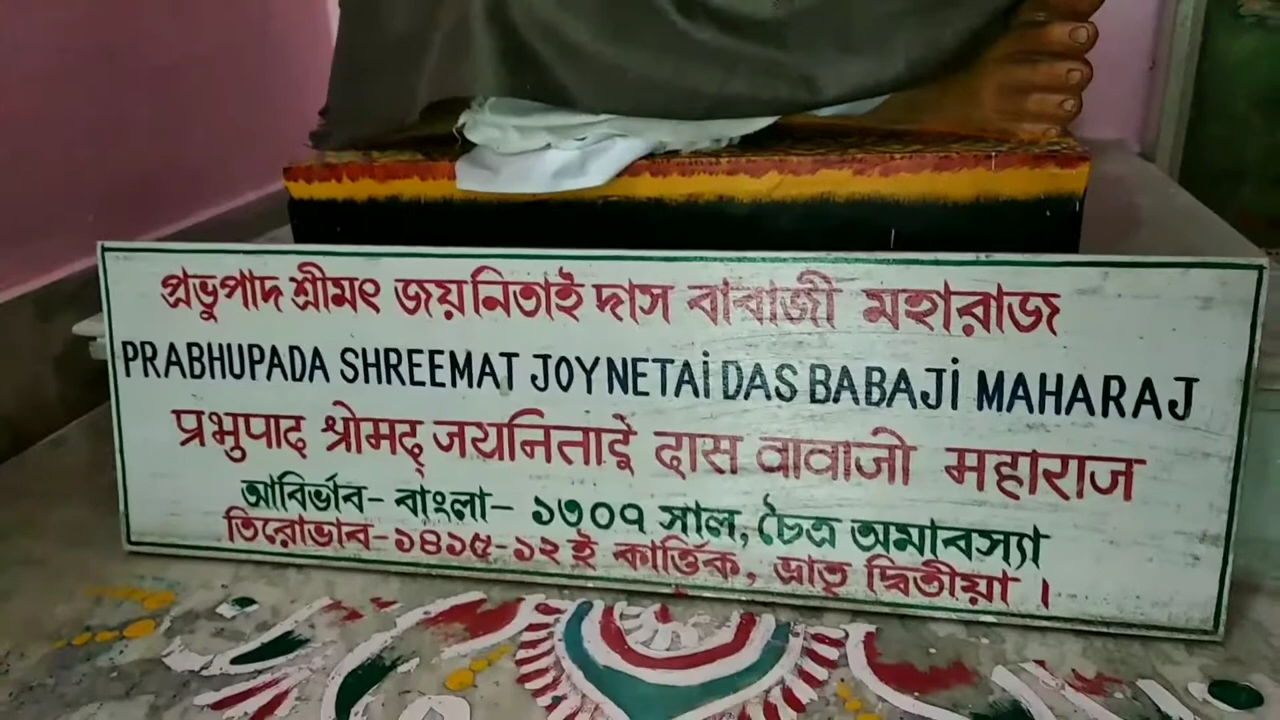 প্রভুপাদ শ্রীমৎ জয়নিতাই দাস বাবাজী মহারাজ
PRABHUPADA SHREEMAT JOYNETAi DAS BABAJi MAHARAJ
प्रभुपाद श्रीमद् जयनिताई दास वावाजी महाराज
আবির্ভাব- বাংলা- ১৩০৭ সাল, চৈত্র অমাবস্যা
তিরোভাব-১৪১৫-১২ই কার্ত্তিক, ভ্রাতৃ দ্বিতীয়া ।